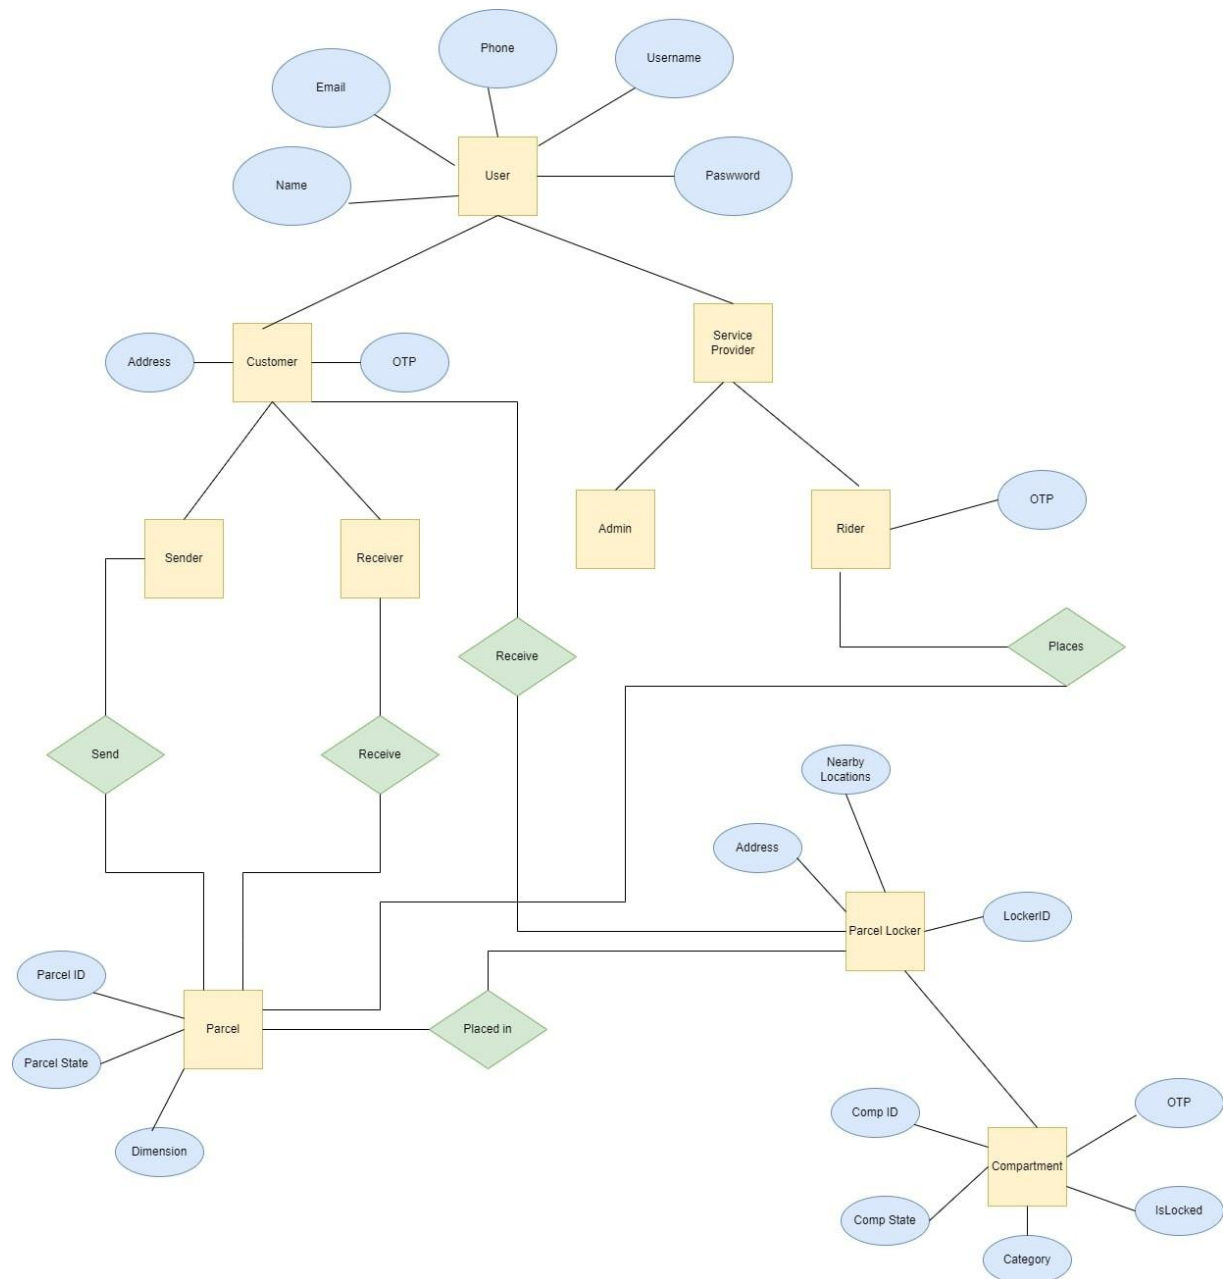 Phone
Username
Email
User
Paswword
Name
Service
Provider
Address
Customer
OTP
OTP
Admin
Rider
Sender
Receiver
Places
Receive
Send
Receive
Nearby
Locations
Address
LockerID
Parcel Locker
Parcel ID
Parcel
Placed in
Parcel State
OTP
Comp ID
Dimension
Compartment
IsLocked
Comp State
Category